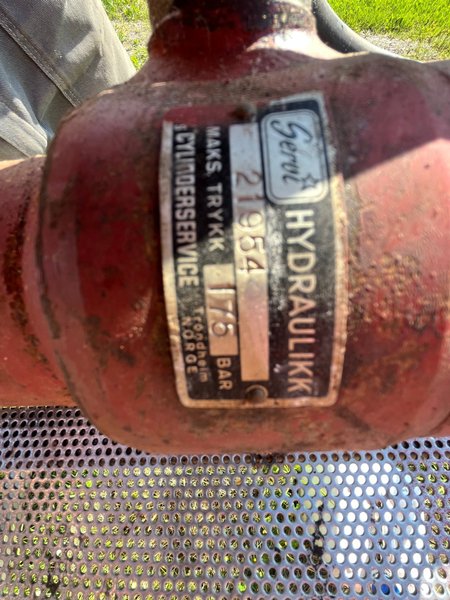 Servi
HYDRAULIKK
21954
MAKS. TRYKK 175 BAR
CYLINDERSERVICE
Trondheim
NORGE